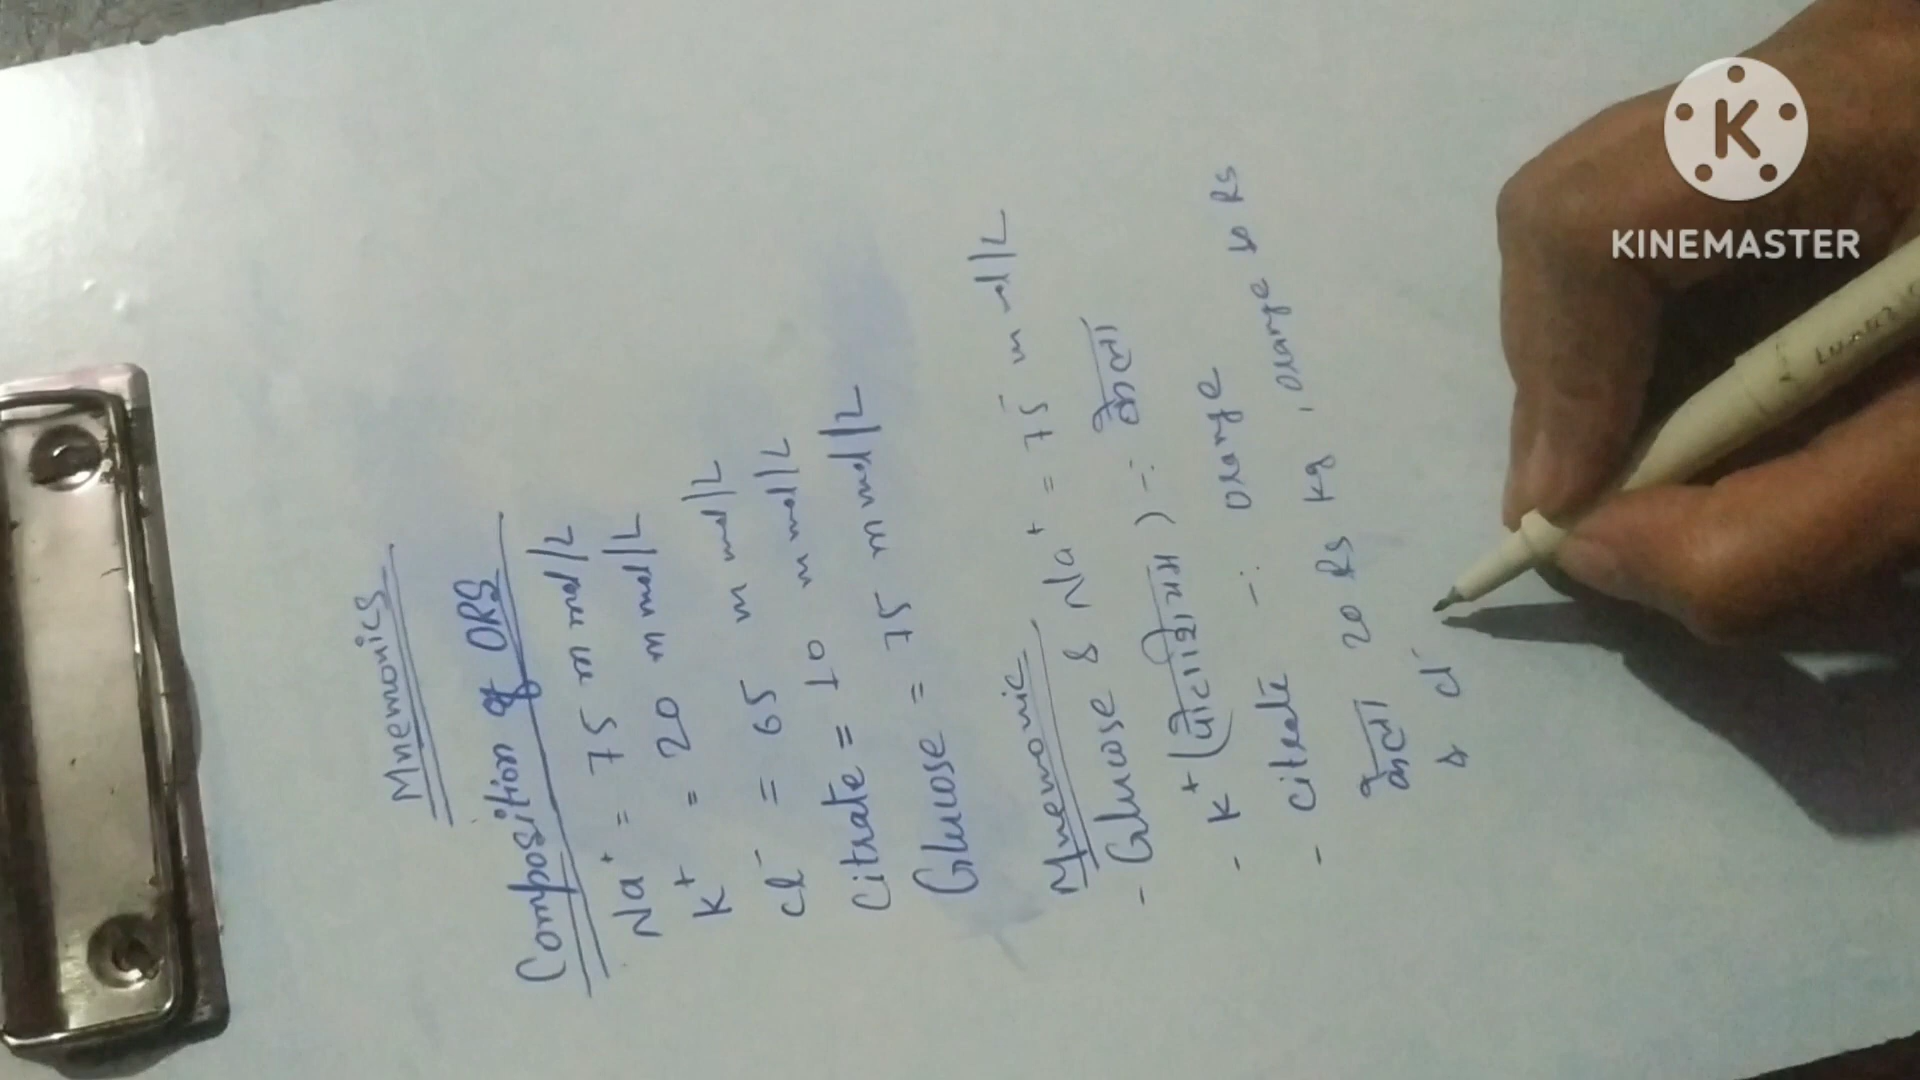 Mnemonics
Composition of ORS
Na+ = 75 m mol/L
K+ = 20 m mol/L
Cl- = 65 m mol/L
Citrate = 10 m mol/L
Glucose = 75 m mol/L
Mnemonic
- Glucose & Na+ = 75 m mol/L
- K+ (पोटाशियम) -: केला
- Citrate -: orange
केला 20 Rs kg, orange 10 Rs
& Cl-
KINEMASTER